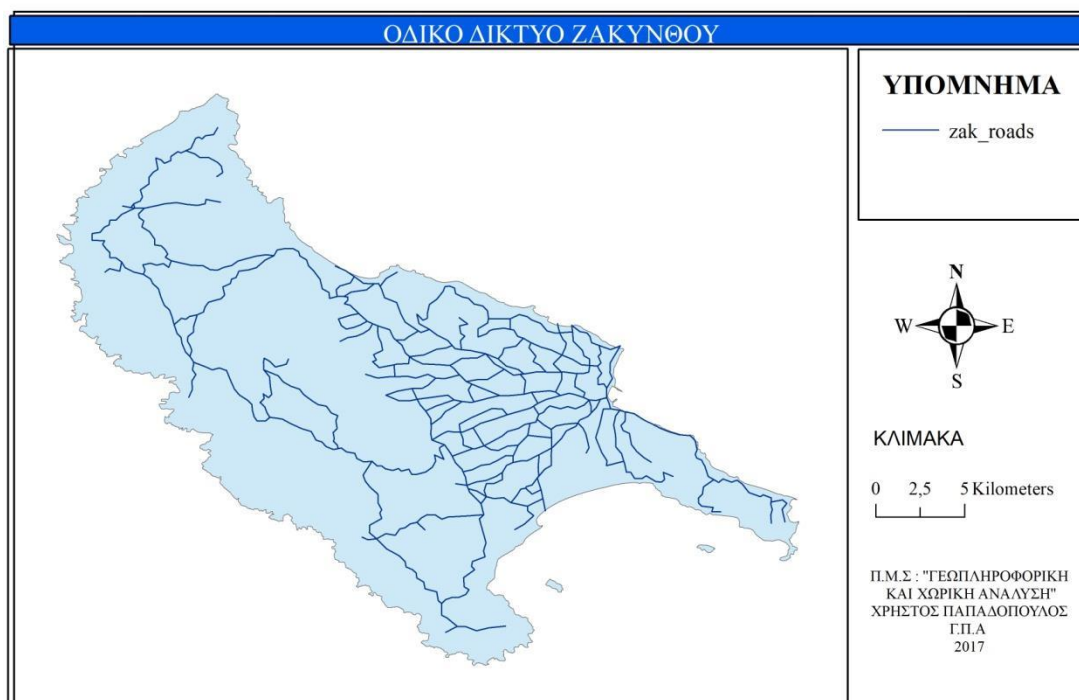 ΟΔΙΚΟ ΔΙΚΤΥΟ ΖΑΚΥΝΘΟΥ
ΥΠΟΜΝΗΜΑ
zak_roads
N
W E
S
ΚΛΙΜΑΚΑ
0 2,5 5 Kilometers
Π.Μ.Σ : "ΓΕΩΠΛΗΡΟΦΟΡΙΚΗ
ΚΑΙ ΧΩΡΙΚΗ ΑΝΑΛΥΣΗ"
ΧΡΗΣΤΟΣ ΠΑΠΑΔΟΠΟΥΛΟΣ
Γ.Π.Α
2017